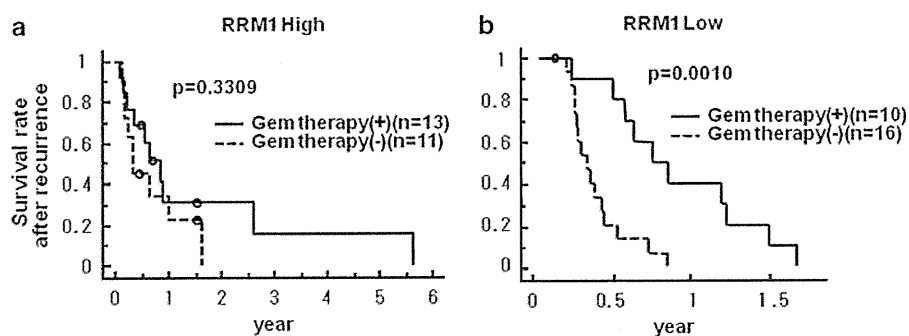 a
RRM1 High
Survival rate
after recurrence
1
0.8
0.6
0.4
0.2
0
p=0.3309
Gem therapy(+)(n=13)
Gem therapy(-)(n=11)
0 1 2 3 4 5 6
year
b
RRM1 Low
1
0.8
0.6
0.4
0.2
0
p=0.0010
Gem therapy(+)(n=10)
Gem therapy(-)(n=16)
0 0.5 1 1.5
year